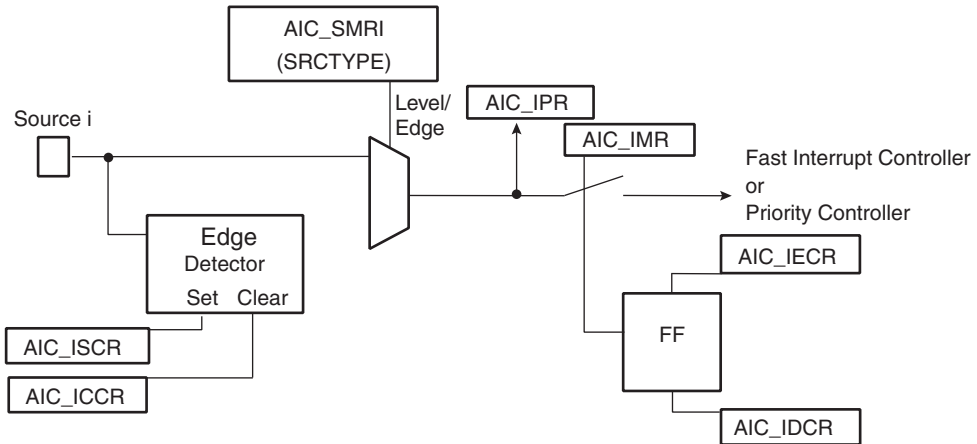 AIC_SMRI
(SRCTYPE)
Source i
Level/
Edge
AIC_IPR
AIC_IMR
Fast Interrupt Controller
or
Priority Controller
Edge
Detector
Set Clear
AIC_IECR
FF
AIC_ISCR
AIC_ICCR
AIC_IDCR